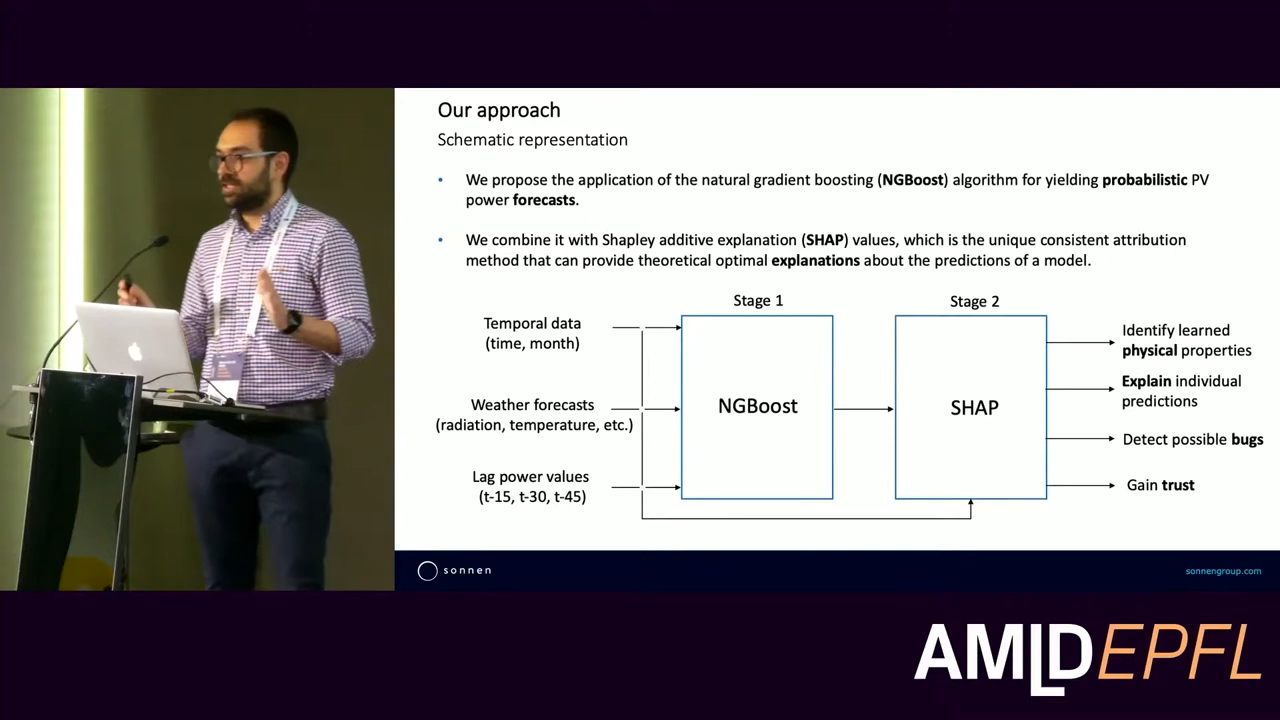 Our approach
Schematic representation
• We propose the application of the natural gradient boosting (NGBoost) algorithm for yielding probabilistic PV
power forecasts.
• We combine it with Shapley additive explanation (SHAP) values, which is the unique consistent attribution
method that can provide theoretical optimal explanations about the predictions of a model.
Stage 1
Stage 2
Temporal data
(time, month)
Weather forecasts
(radiation, temperature, etc.)
Lag power values
(t-15, t-30, t-45)
NGBoost
SHAP
Identify learned
physical properties
Explain individual
predictions
Detect possible bugs
Gain trust
sonnen
sonnengroup.com
AMLDEPFL